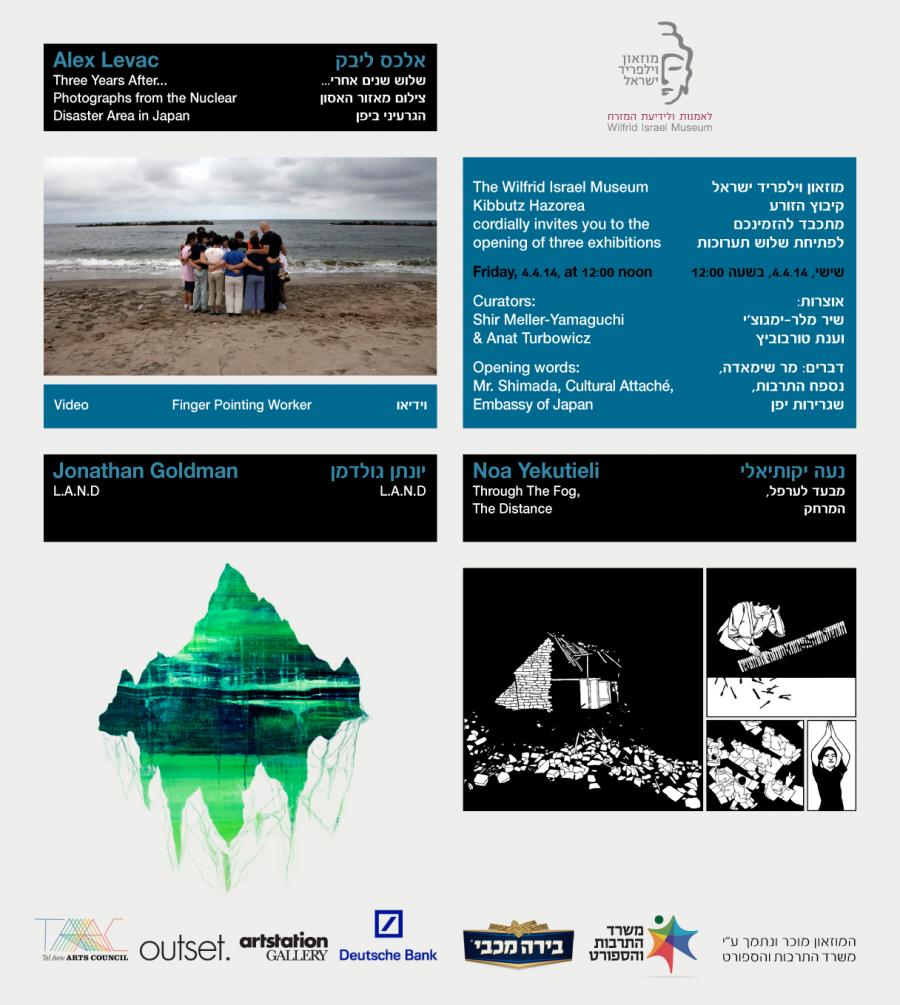 Alex Levac
Three Years After...
Photographs from the Nuclear
Disaster Area in Japan
אלכס ליבק
שלוש שנים אחרי...
צילום מאזור האסון
הגרעיני ביפן
מוזאון
וילפריד
ישראל
לאמנות ולידיעת המזרח
Wilfrid Israel Museum
The Wilfrid Israel Museum
Kibbutz Hazorea
cordially invites you to the
opening of three exhibitions
Friday, 4.4.14, at 12:00 noon
Curators:
Shir Meller-Yamaguchi
& Anat Turbowicz
Opening words:
Mr. Shimada, Cultural Attaché,
Embassy of Japan
מוזאון וילפריד ישראל
קיבוץ הזורע
מתכבד להזמינכם
לפתיחת שלוש תערוכות
שישי, 4.4.14, בשעה 12:00
אוצרות:
שיר מלר-ימגוצ'י
וענת טורבוביץ
דברים: מר שימאדה,
נספח התרבות,
שגרירות יפן
Video
Finger Pointing Worker
וידיאו
Jonathan Goldman
L.A.N.D
יונתן גולדמן
L.A.N.D
Noa Yekutieli
Through The Fog,
The Distance
נעה יקותיאלי
מבעד לערפל,
המרחק
TAAC
Tel Aviv ARTS COUNCIL
outset.
artstation
GALLERY
Deutsche Bank
בירה מכבי
משרד
התרבות
והספורט
המוזאון מוכר ונתמך ע"י
משרד התרבות והספורט